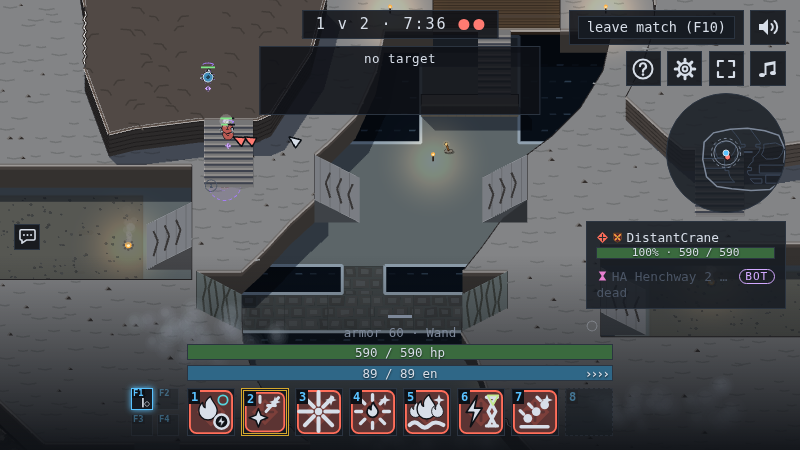 1 v 2 · 7:36
leave match (F10)
no target
DistantCrane
100% · 590 / 590
HA Henchway 2 … BOT
dead
armor 60 · Wand
590 / 590 hp
89 / 89 en
F1 F2 1 2 3 4 5 6 7 8
F3 F4